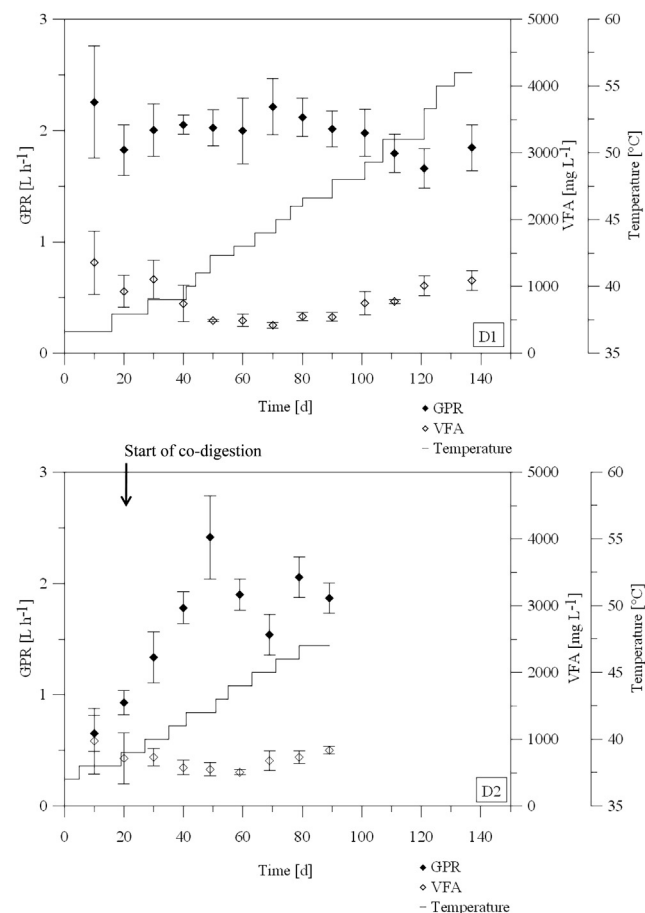 3
2
1
0
GPR [L h-1]
5000
4000
3000
2000
1000
0
VFA [mg L-1]
60
55
50
45
40
35
Temperature [°C]
D1
0 20 40 60 80 100 120 140
Time [d]
GPR
VFA
Temperature
Start of co-digestion
3
2
1
0
GPR [L h-1]
5000
4000
3000
2000
1000
0
VFA [mg L-1]
60
55
50
45
40
35
Temperature [°C]
D2
0 20 40 60 80 100 120 140
Time [d]
GPR
VFA
Temperature